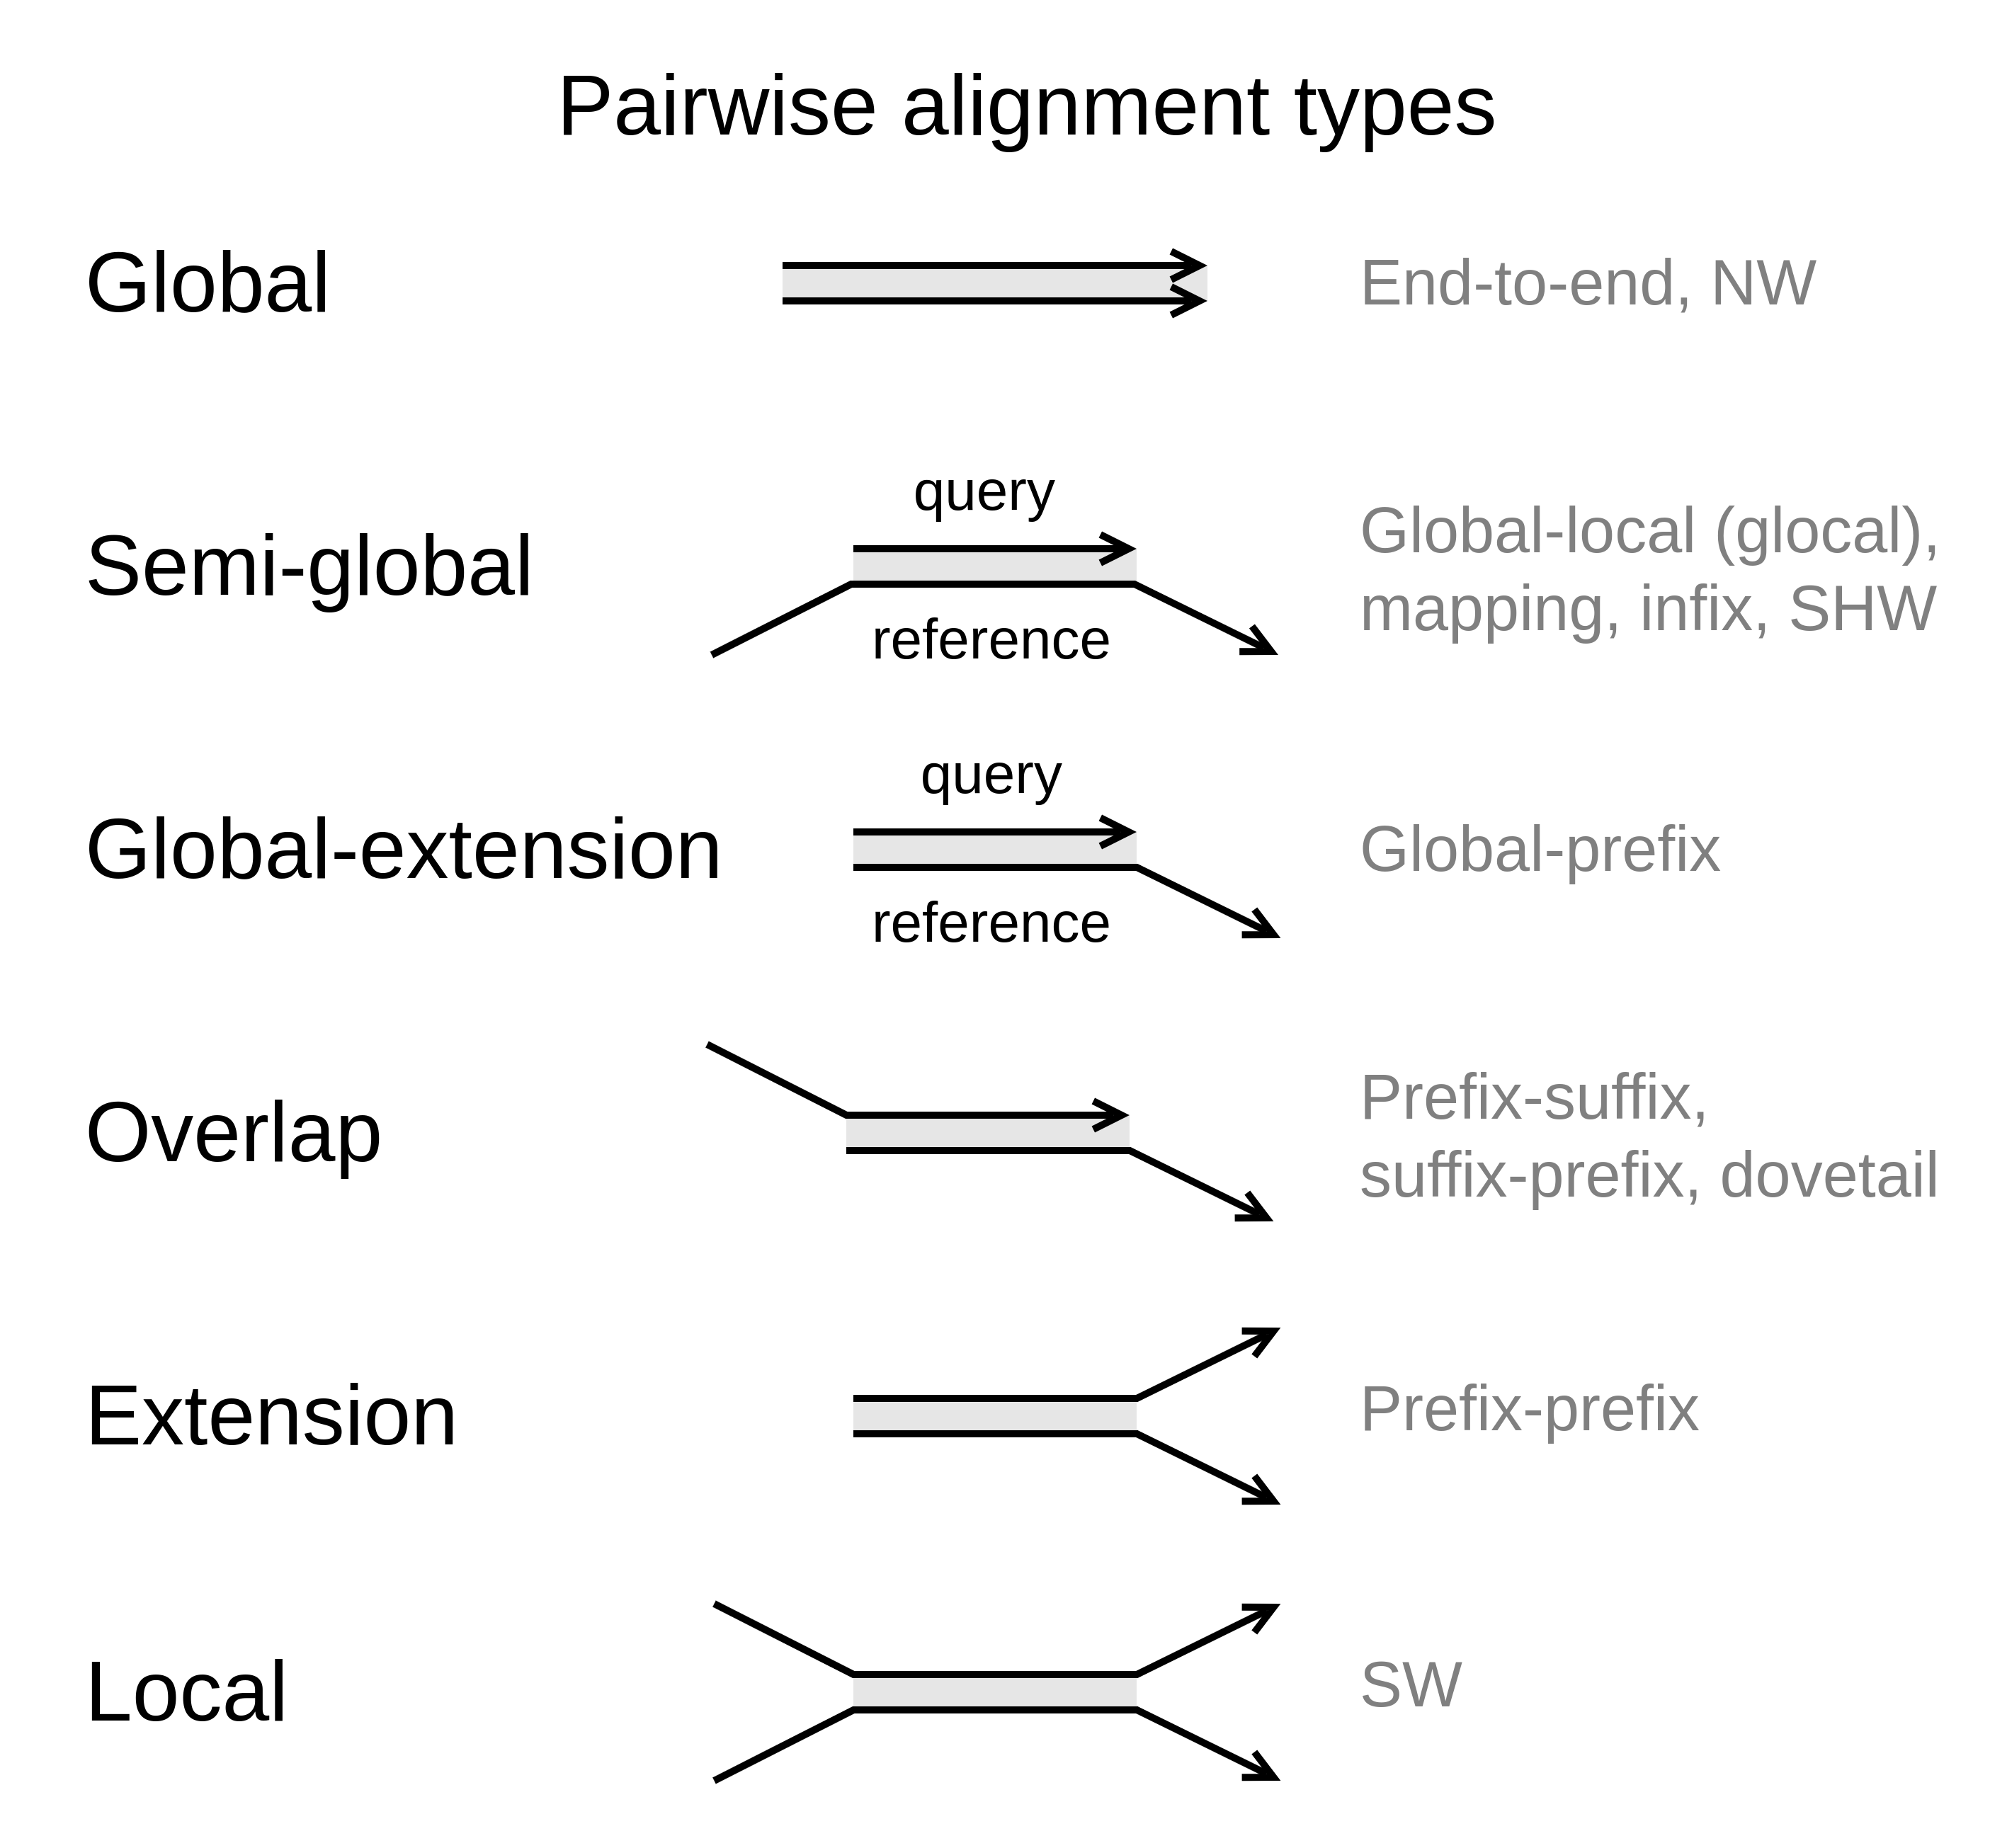 Pairwise alignment types
Global
End-to-end, NW
Semi-global
query
reference
Global-local (glocal),
mapping, infix, SHW
Global-extension
query
reference
Global-prefix
Overlap
Prefix-suffix,
suffix-prefix, dovetail
Extension
Prefix-prefix
Local
SW